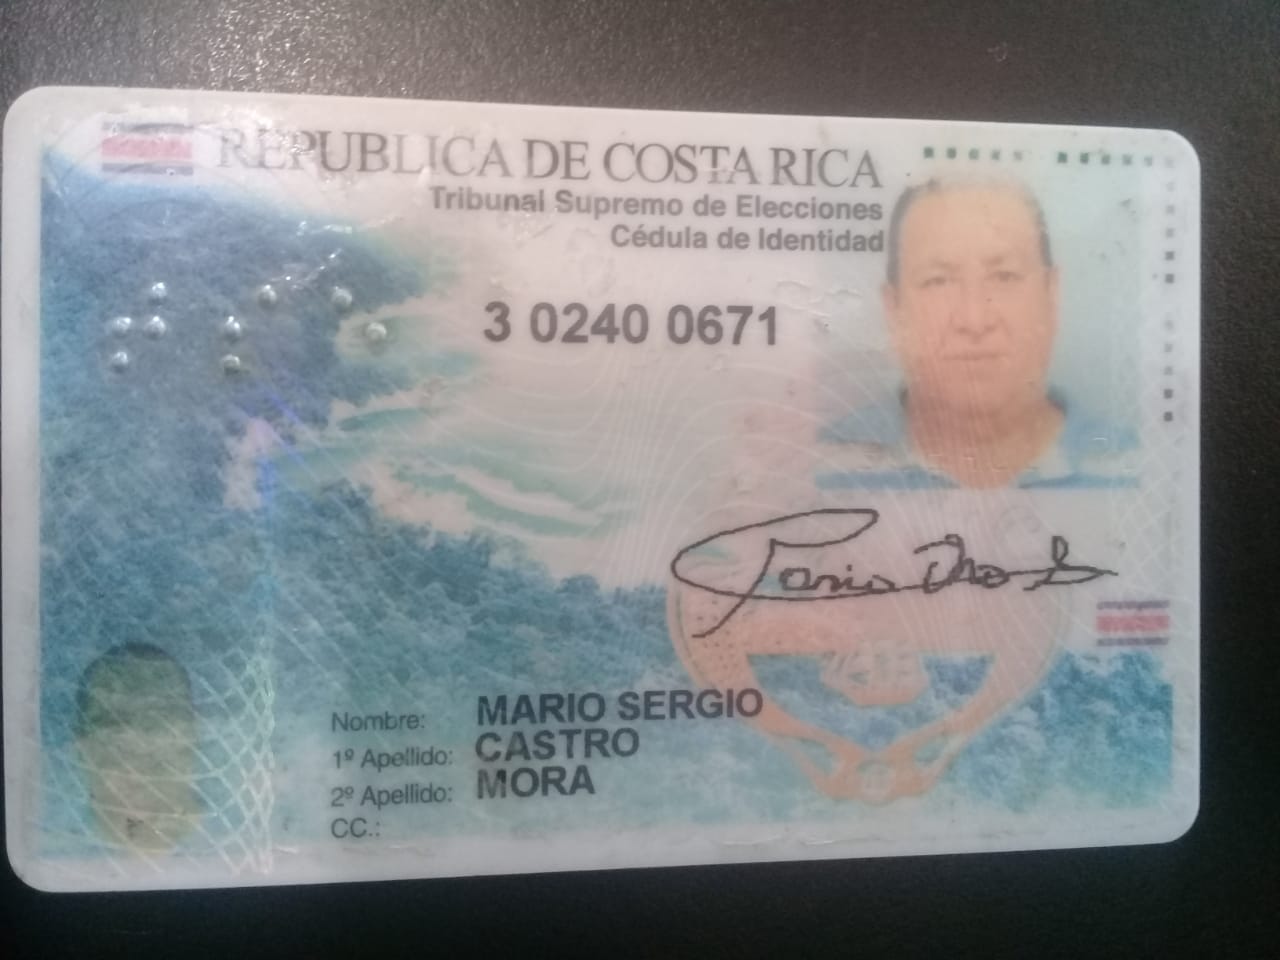 REPUBLICA DE COSTA RICA
Tribunal Supremo de Elecciones
Cédula de Identidad
3 0240 0671
Nombre: MARIO SERGIO
1º Apellido: CASTRO
2º Apellido: MORA
CC.: